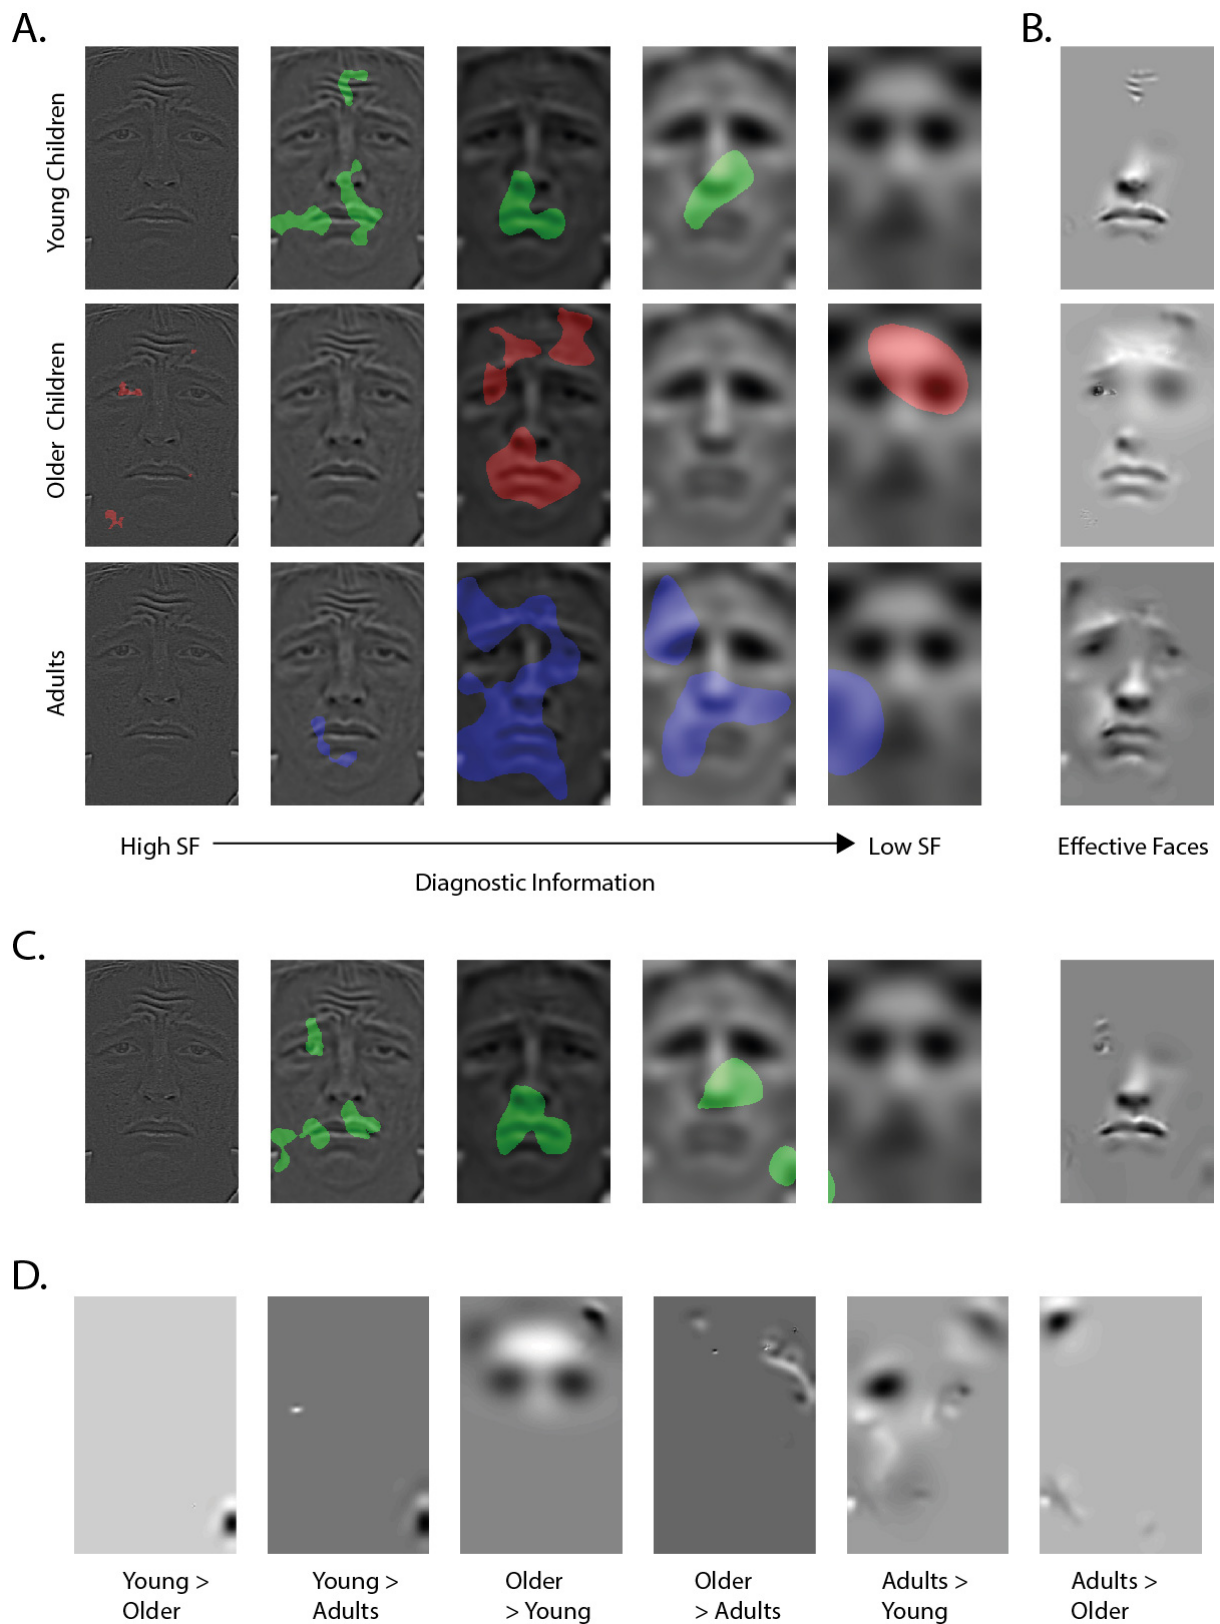 A.
B.
Young Children
Older Children
Adults
High SF
Low SF
Effective Faces
Diagnostic Information
C.
D.
Young >
Older
Young >
Adults
Older
> Young
Older
> Adults
Adults >
Young
Adults >
Older